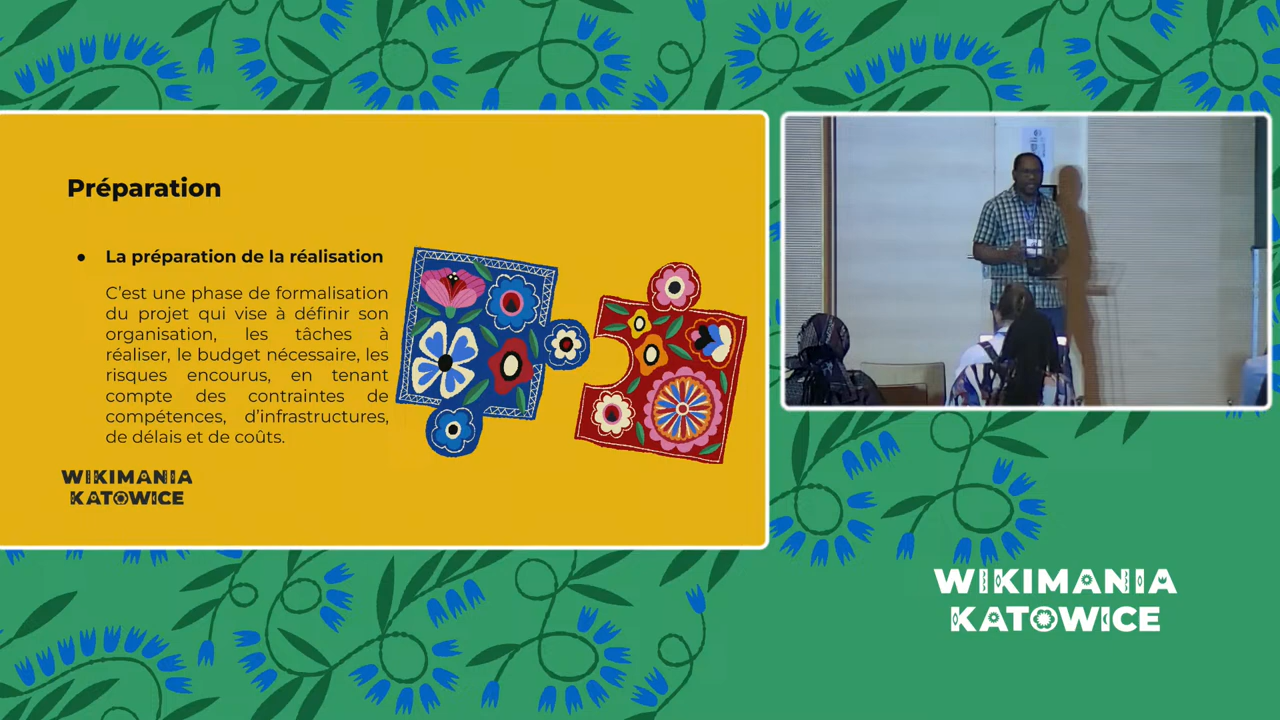 Préparation
● La préparation de la réalisation
C’est une phase de formalisation
du projet qui vise à définir son
organisation, les tâches à
réaliser, le budget nécessaire, les
risques encourus, en tenant
compte des contraintes de
compétences, d’infrastructures,
de délais et de coûts.
WIKIMANIA
KATOWICE
WIKIMANIA
KATOWICE